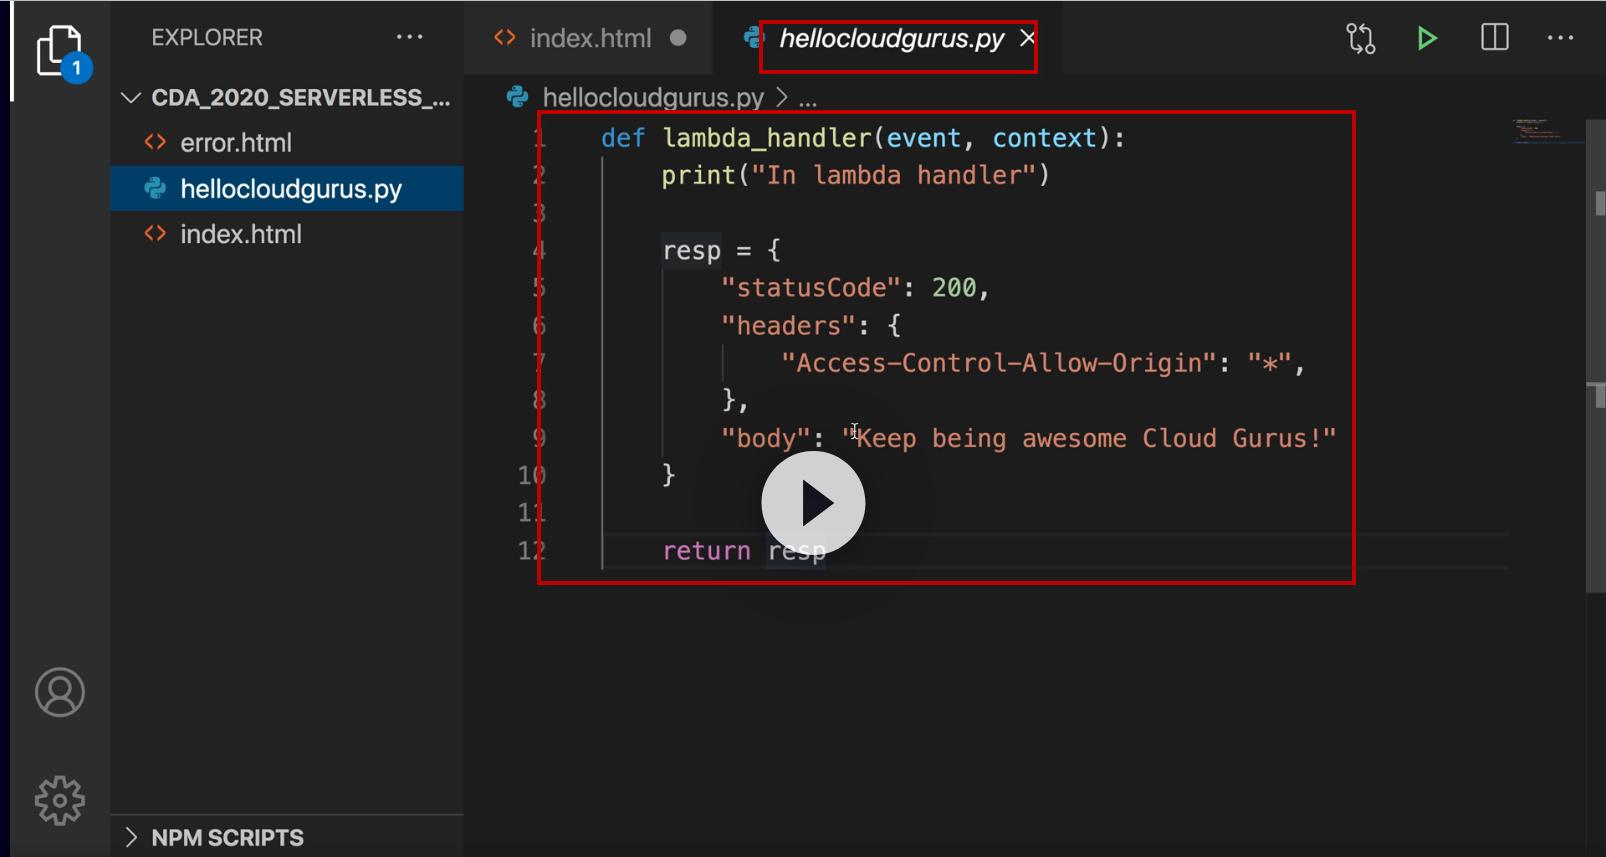 EXPLORER
...
1
CDA_2020_SERVERLESS_...
error.html
hellocloudgurus.py
index.html
NPM SCRIPTS
index.html
hellocloudgurus.py
...
hellocloudgurus.py > ...
1 def lambda_handler(event, context):
2 print("In lambda handler")
3
4 resp = {
5 "statusCode": 200,
6 "headers": {
7 "Access-Control-Allow-Origin": "*",
8 },
9 "body": "Keep being awesome Cloud Gurus!"
10 }
11
12 return resp